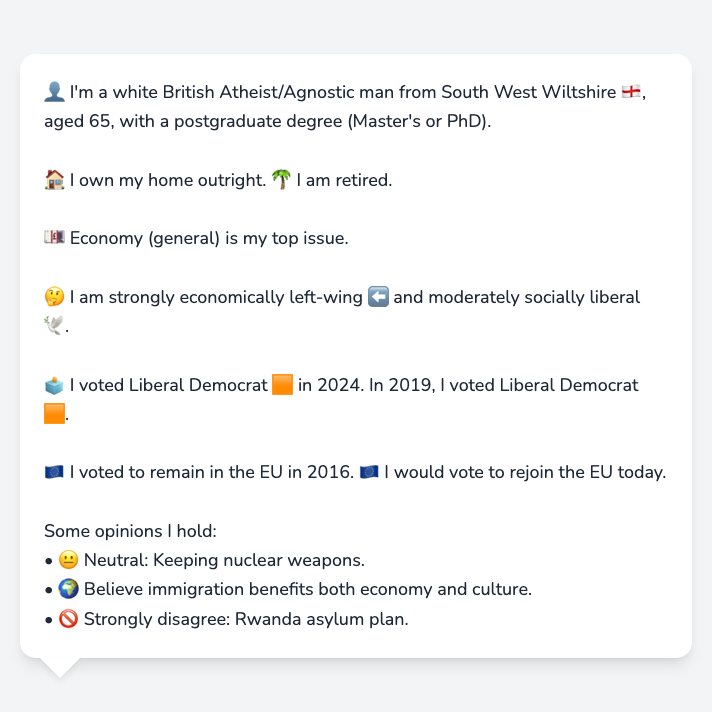 👤 I'm a white British Atheist/Agnostic man from South West Wiltshire 🏴󠁧󠁢󠁥󠁮󠁧󠁿,
aged 65, with a postgraduate degree (Master's or PhD).
🏠 I own my home outright. 🌴 I am retired.
💷 Economy (general) is my top issue.
🤔 I am strongly economically left-wing ⬅️ and moderately socially liberal
🕊️.
🗳️ I voted Liberal Democrat 🟧 in 2024. In 2019, I voted Liberal Democrat
🟧.
🇪🇺 I voted to remain in the EU in 2016. 🇪🇺 I would vote to rejoin the EU today.
Some opinions I hold:
• 😐 Neutral: Keeping nuclear weapons.
• 🌍 Believe immigration benefits both economy and culture.
• 🚫 Strongly disagree: Rwanda asylum plan.